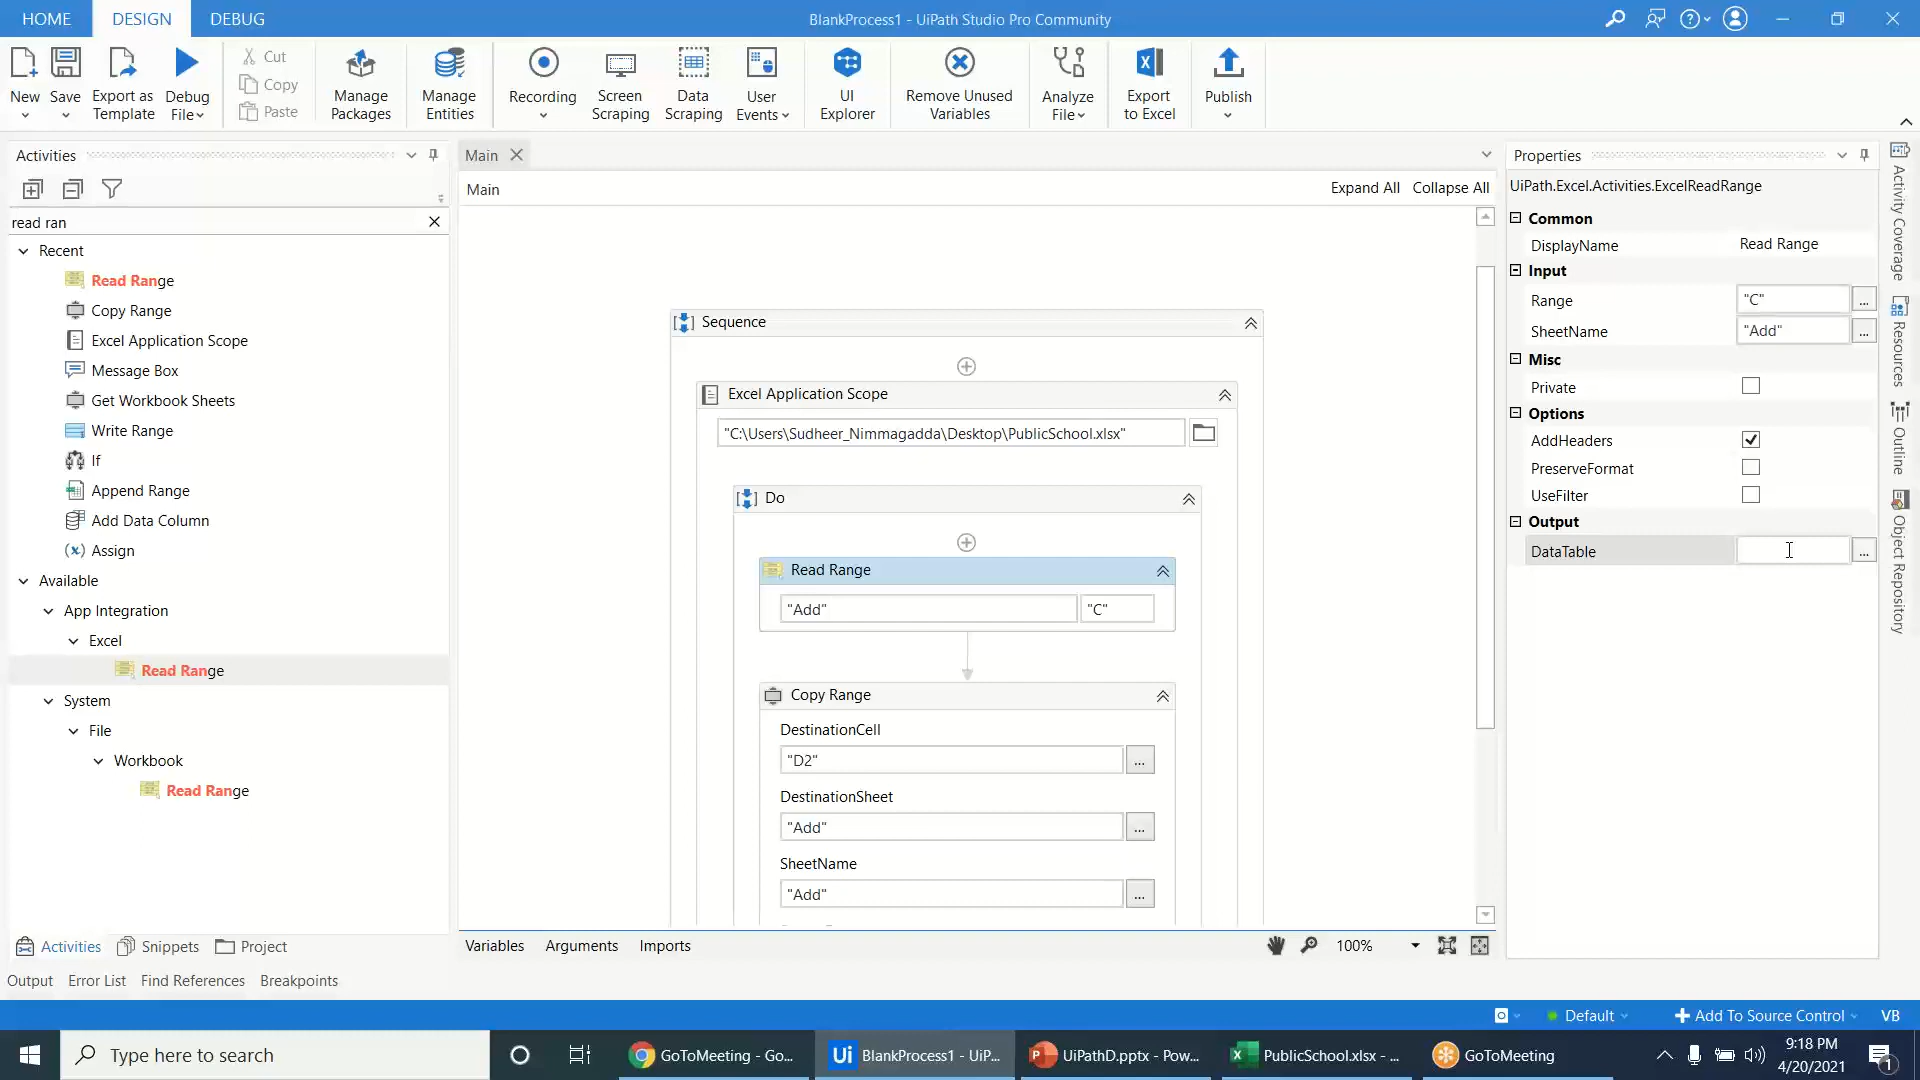 HOME
DESIGN
DEBUG
BlankProcess1 - UiPath Studio Pro Community
New
Save
Export as
Template
Debug
File
Cut
Copy
Paste
Manage
Packages
Manage
Entities
Recording
Screen
Scraping
Data
Scraping
User
Events
UI
Explorer
Remove Unused
Variables
Analyze
File
Export
to Excel
Publish
Activities
read ran
Recent
Read Range
Copy Range
Excel Application Scope
Message Box
Get Workbook Sheets
Write Range
If
Append Range
Add Data Column
Assign
Available
App Integration
Excel
Read Range
System
File
Workbook
Read Range
Activities
Snippets
Project
Main
Main
Expand All
Collapse All
Sequence
Excel Application Scope
"C:\Users\Sudheer_Nimmagadda\Desktop\PublicSchool.xlsx"
Do
Read Range
"Add"
"C"
Copy Range
DestinationCell
"D2"
...
DestinationSheet
"Add"
...
SheetName
"Add"
...
Variables
Arguments
Imports
100%
Properties
UiPath.Excel.Activities.ExcelReadRange
Common
DisplayName
Read Range
Input
Range
"C"
...
SheetName
"Add"
...
Misc
Private
Options
AddHeaders
PreserveFormat
UseFilter
Output
DataTable
...
Activity Coverage
Resources
Outline
Object Repository
Output
Error List
Find References
Breakpoints
Default
Add To Source Control
VB
Type here to search
GoToMeeting - Go...
Ui
BlankProcess1 - UiP...
UiPathD.pptx - Pow...
PublicSchool.xlsx - ...
GoToMeeting
9:18 PM
4/20/2021
1